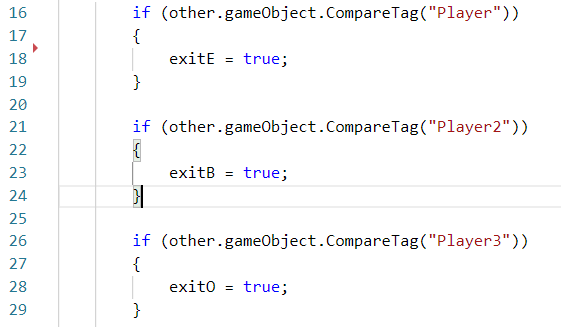 16 if (other.gameObject.CompareTag("Player"))
17 {
18 exitE = true;
19 }
20
21 if (other.gameObject.CompareTag("Player2"))
22 {
23 exitB = true;
24 }
25
26 if (other.gameObject.CompareTag("Player3"))
27 {
28 exitO = true;
29 }